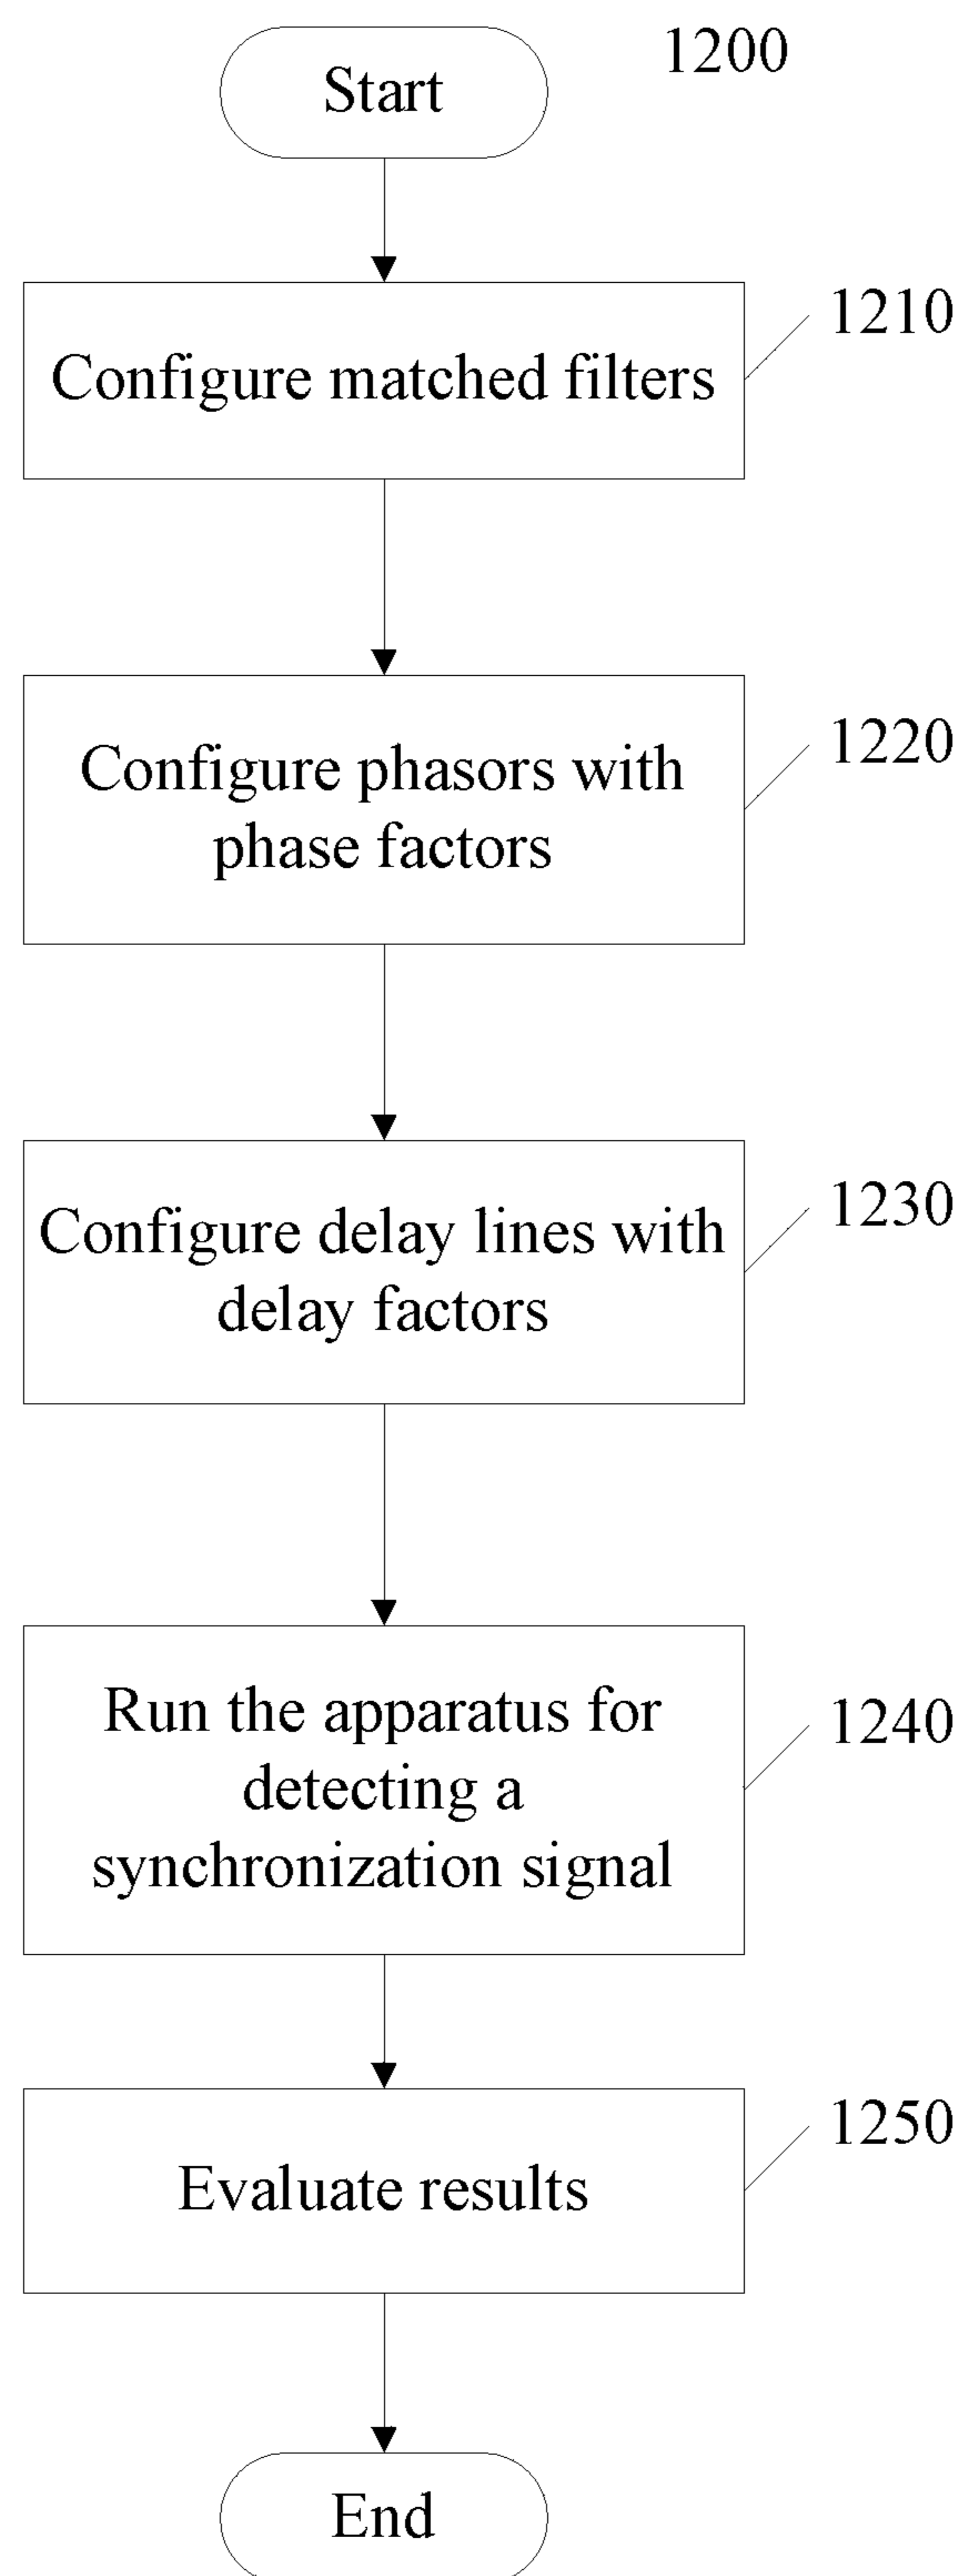 Start
1200
Configure matched filters
1210
Configure phasors with
phase factors
1220
Configure delay lines with
delay factors
1230
Run the apparatus for
detecting a
synchronization signal
1240
Evaluate results
1250
End